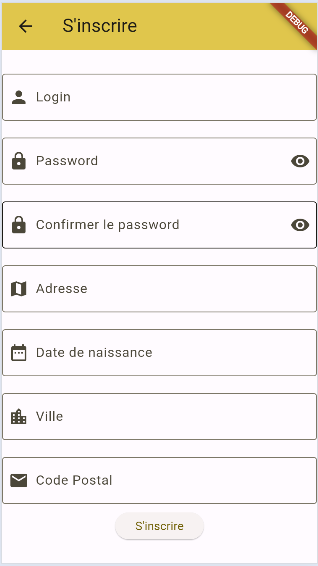 S'inscrire
DEBUG
Login
Password
Confirmer le password
Adresse
Date de naissance
Ville
Code Postal
S'inscrire